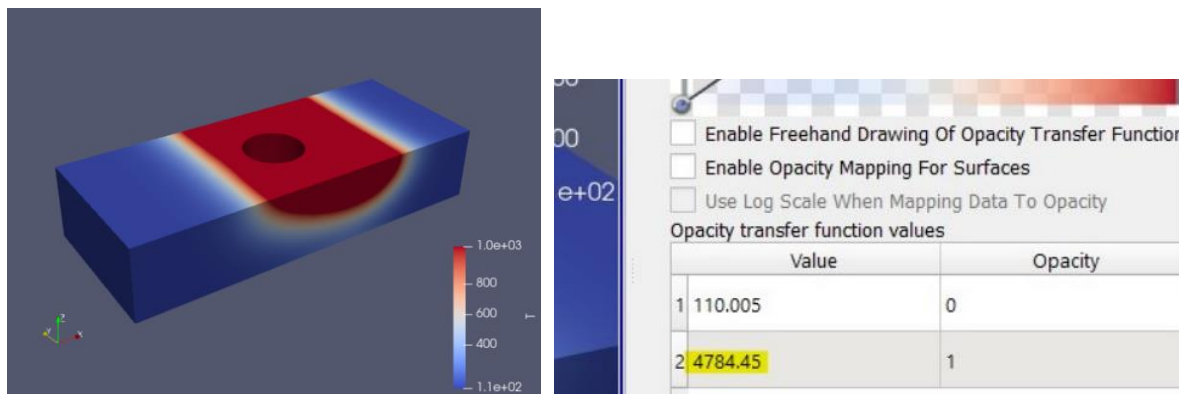 1.0e+03
800
600
T
400
1.1e+02
z
Y
x
00
00
e+02
Enable Freehand Drawing Of Opacity Transfer Function
Enable Opacity Mapping For Surfaces
Use Log Scale When Mapping Data To Opacity
Opacity transfer function values
Value Opacity
1 110.005 0
2 4784.45 1